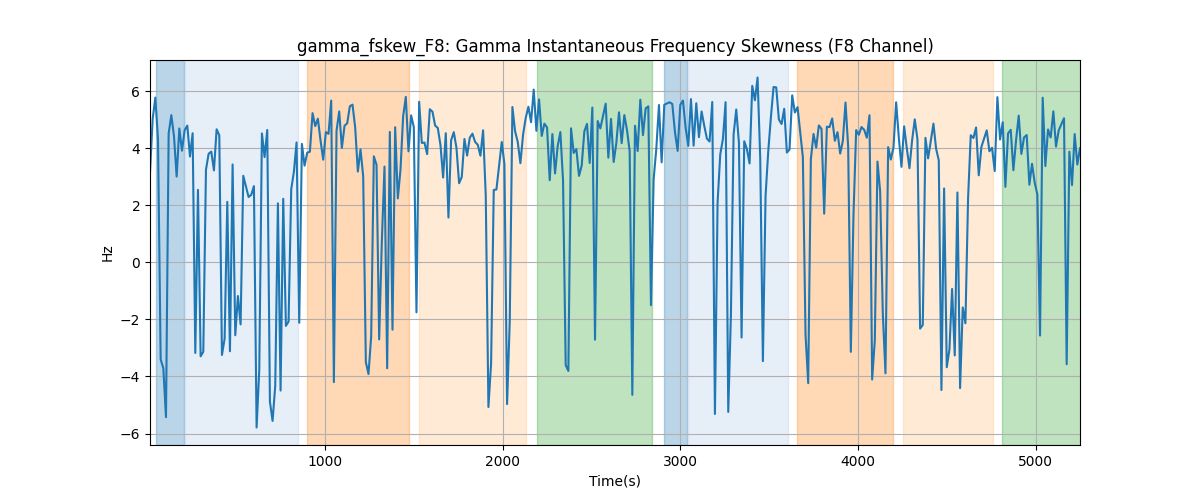 gamma_fskew_F8: Gamma Instantaneous Frequency Skewness (F8 Channel)
6
4
2
0
−2
−4
−6
Hz
1000 2000 3000 4000 5000
Time(s)